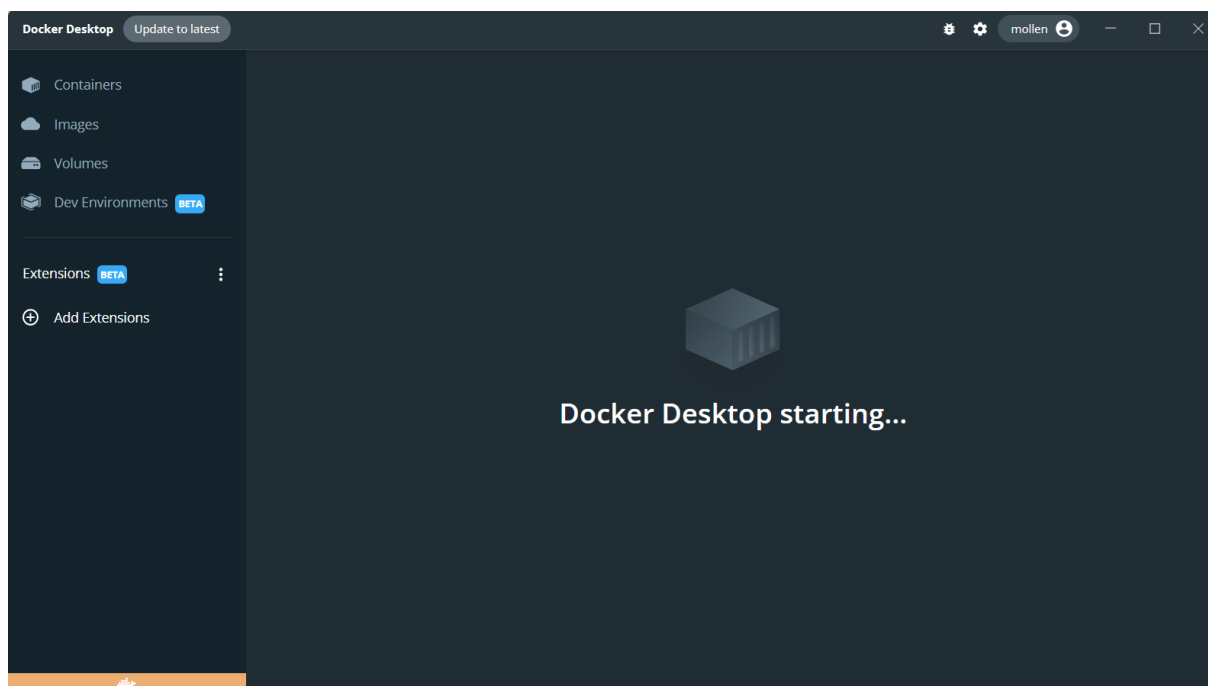 Docker Desktop Update to latest mollen
Containers
Images
Volumes
Dev Environments BETA
Extensions BETA
Add Extensions
Docker Desktop starting...